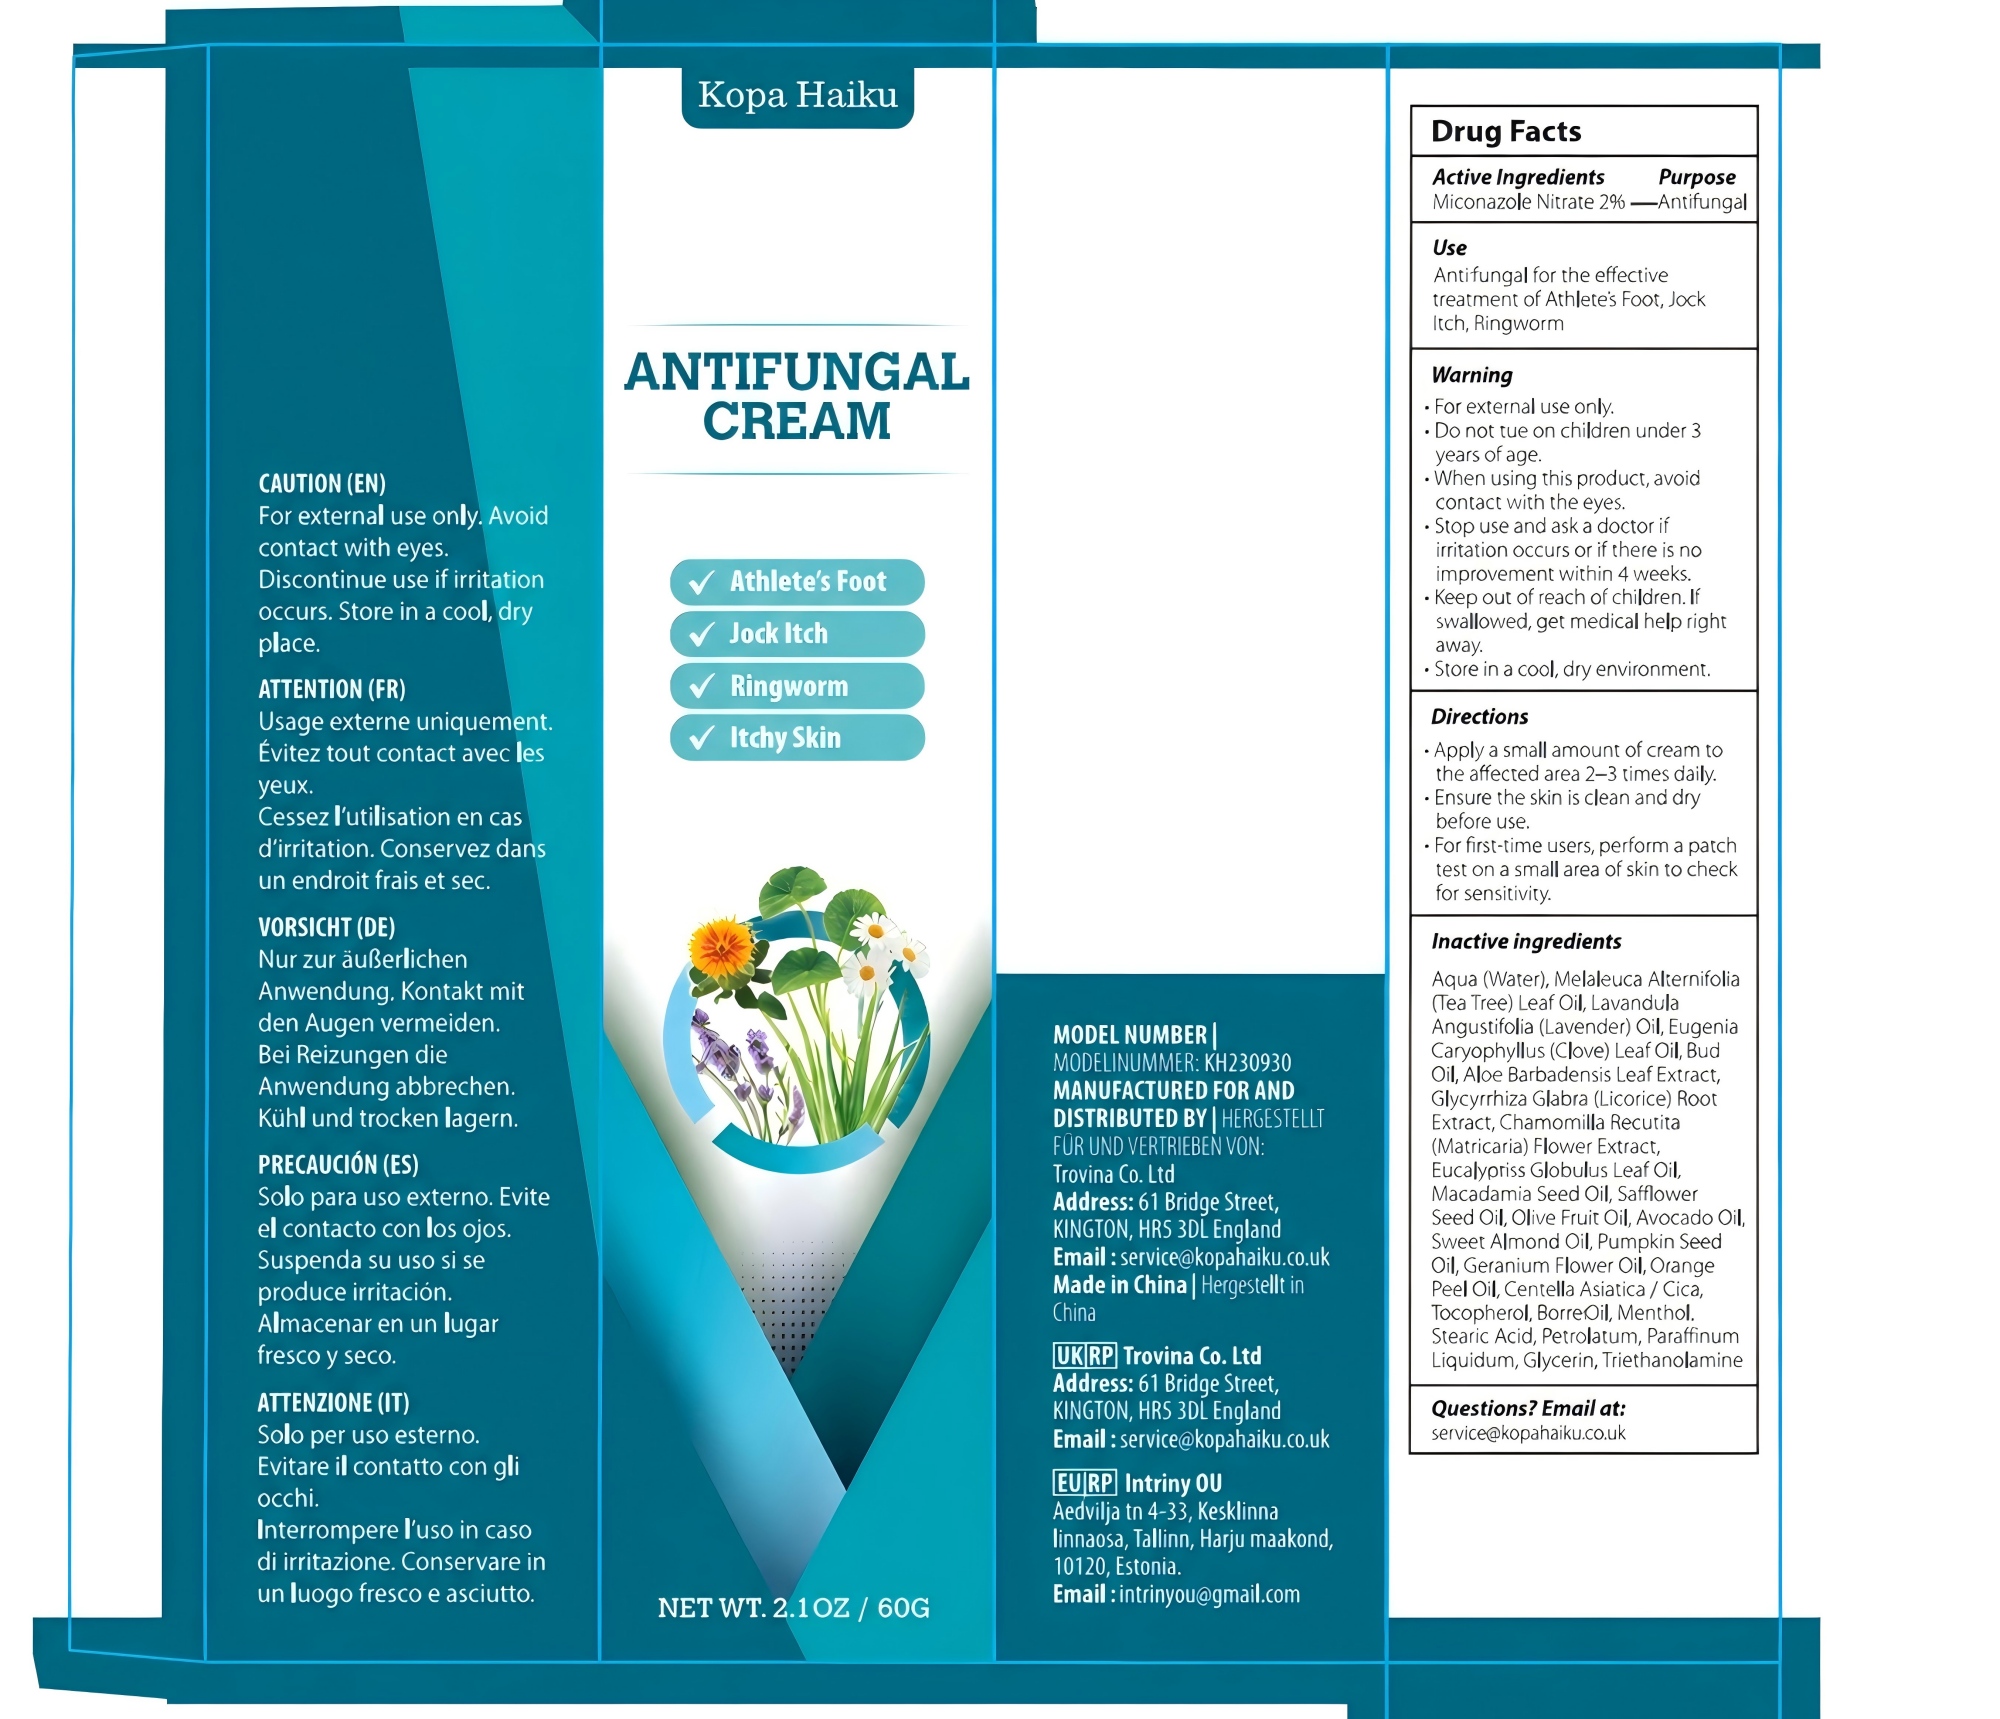 CAUTION (EN)
For external use only. Avoid
contact with eyes.
Discontinue use if irritation
occurs. Store in a cool, dry
place.
ATTENTION (FR)
Usage externe uniquement.
Évitez tout contact avec les
yeux.
Cessez l'utilisation en cas
d'irritation. Conservez dans
un endroit frais et sec.
VORSICHT (DE)
Nur zur äußerlichen
Anwendung. Kontakt mit
den Augen vermeiden.
Bei Reizungen die
Anwendung abbrechen.
Kühl und trocken lagern.
PRECAUCIÓN (ES)
Solo para uso externo. Evite
el contacto con los ojos.
Suspenda su uso si se
produce irritación.
Almacenar en un lugar
fresco y seco.
ATTENZIONE (IT)
Solo per uso esterno.
Evitare il contatto con gli
occhi.
Interrompere l'uso in caso
di irritazione. Conservare in
un luogo fresco e asciutto.
Kopa Haiku
ANTIFUNGAL
CREAM
✓ Athlete's Foot
✓ Jock Itch
✓ Ringworm
✓ Itchy Skin
NET WT. 2.1OZ / 60G
MODEL NUMBER |
MODELINUMMER: KH230930
MANUFACTURED FOR AND
DISTRIBUTED BY | HERGESTELLT
FÜR UND VERTRIEBEN VON:
Trovina Co. Ltd
Address: 61 Bridge Street,
KINGTON, HR5 3DL England
Email : service@kopahaiku.co.uk
Made in China | Hergestellt in
China
UK RP Trovina Co. Ltd
Address: 61 Bridge Street,
KINGTON, HR5 3DL England
Email : service@kopahaiku.co.uk
EU RP Intriny OU
Aedvilja tn 4-33, Kesklinna
linnaosa, Tallinn, Harju maakond,
10120, Estonia.
Email : intrinyou@gmail.com
Drug Facts
Active Ingredients Purpose
Miconazole Nitrate 2% —Antifungal
Use
Antifungal for the effective
treatment of Athlete's Foot, Jock
Itch, Ringworm
Warning
• For external use only.
• Do not tue on children under 3
years of age.
• When using this product, avoid
contact with the eyes.
• Stop use and ask a doctor if
irritation occurs or if there is no
improvement within 4 weeks.
• Keep out of reach of children. If
swallowed, get medical help right
away.
• Store in a cool, dry environment.
Directions
• Apply a small amount of cream to
the affected area 2–3 times daily.
• Ensure the skin is clean and dry
before use.
• For first-time users, perform a patch
test on a small area of skin to check
for sensitivity.
Inactive ingredients
Aqua (Water), Melaleuca Alternifolia
(Tea Tree) Leaf Oil, Lavandula
Angustifolia (Lavender) Oil, Eugenia
Caryophyllus (Clove) Leaf Oil, Bud
Oil, Aloe Barbadensis Leaf Extract,
Glycyrrhiza Glabra (Licorice) Root
Extract, Chamomilla Recutita
(Matricaria) Flower Extract,
Eucalypriss Globulus Leaf Oil,
Macadamia Seed Oil, Safflower
Seed Oil, Olive Fruit Oil, Avocado Oil,
Sweet Almond Oil, Pumpkin Seed
Oil, Geranium Flower Oil, Orange
Peel Oil, Centella Asiatica / Cica,
Tocopherol, BorreOil, Menthol.
Stearic Acid, Petrolatum, Paraffinum
Liquidum, Glycerin, Triethanolamine
Questions? Email at:
service@kopahaiku.co.uk